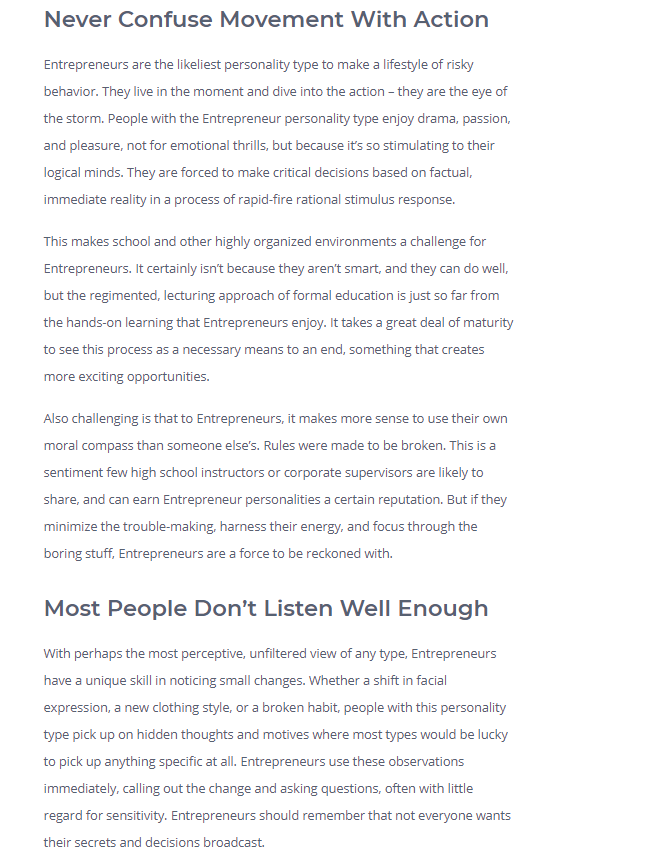 Never Confuse Movement With Action
Entrepreneurs are the likeliest personality type to make a lifestyle of risky
behavior. They live in the moment and dive into the action – they are the eye of
the storm. People with the Entrepreneur personality type enjoy drama, passion,
and pleasure, not for emotional thrills, but because it’s so stimulating to their
logical minds. They are forced to make critical decisions based on factual,
immediate reality in a process of rapid-fire rational stimulus response.
This makes school and other highly organized environments a challenge for
Entrepreneurs. It certainly isn’t because they aren’t smart, and they can do well,
but the regimented, lecturing approach of formal education is just so far from
the hands-on learning that Entrepreneurs enjoy. It takes a great deal of maturity
to see this process as a necessary means to an end, something that creates
more exciting opportunities.
Also challenging is that to Entrepreneurs, it makes more sense to use their own
moral compass than someone else’s. Rules were made to be broken. This is a
sentiment few high school instructors or corporate supervisors are likely to
share, and can earn Entrepreneur personalities a certain reputation. But if they
minimize the trouble-making, harness their energy, and focus through the
boring stuff, Entrepreneurs are a force to be reckoned with.
Most People Don’t Listen Well Enough
With perhaps the most perceptive, unfiltered view of any type, Entrepreneurs
have a unique skill in noticing small changes. Whether a shift in facial
expression, a new clothing style, or a broken habit, people with this personality
type pick up on hidden thoughts and motives where most types would be lucky
to pick up anything specific at all. Entrepreneurs use these observations
immediately, calling out the change and asking questions, often with little
regard for sensitivity. Entrepreneurs should remember that not everyone wants
their secrets and decisions broadcast.